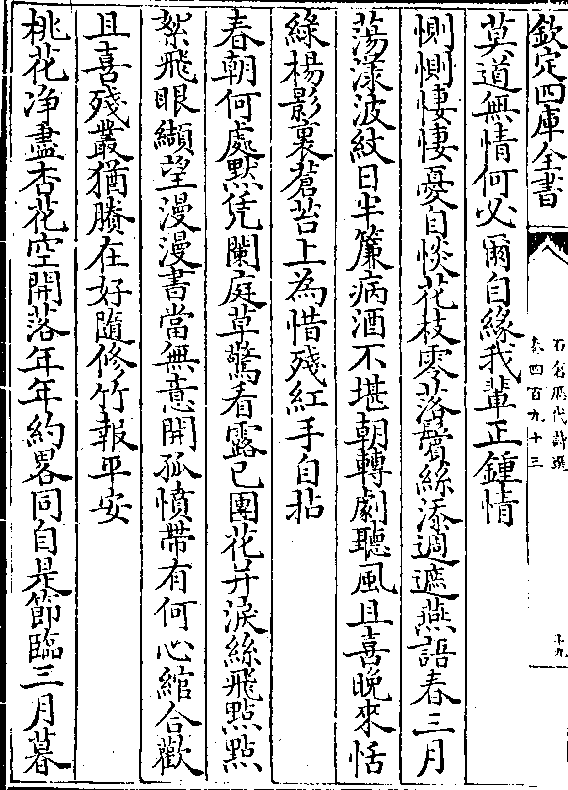 欽定四庫全書
石倉歷代詩選
卷四百九十三
十九
莫道無情何必爾自緣我輩正鍾情
惻惻悽悽憂自惔花枝零落鬢絲添週遮燕語春三月
蕩漾波紋日半簾病酒不堪朝轉劇聽風且喜晚來恬
綠楊影裏蒼苔上為惜殘紅手自拈
春朝何處黙凭闌庭草驚看露已團花并淚絲飛點點
絮飛眼纈望漫漫書當無意開孤憤帶有何心綰合歡
且喜殘叢猶賸在好隨修竹報平安
桃花净盡杏花空開落年年約畧同自是節臨三月暮